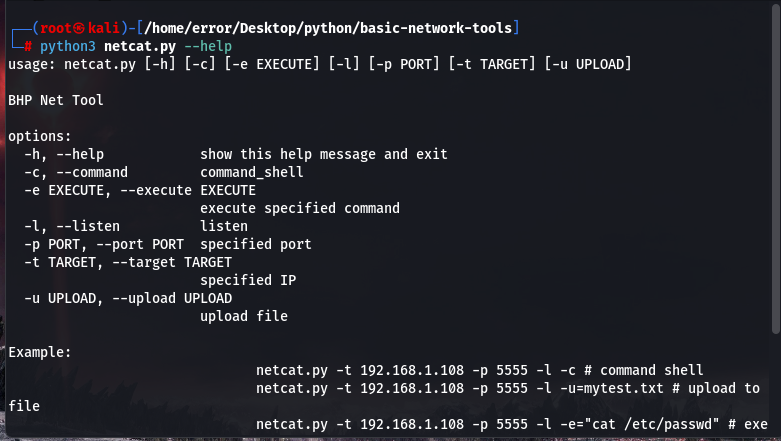 ┌──(root㉿kali)-[/home/error/Desktop/python/basic-network-tools]
└─# python3 netcat.py --help
usage: netcat.py [-h] [-c] [-e EXECUTE] [-l] [-p PORT] [-t TARGET] [-u UPLOAD]

BHP Net Tool

options:
  -h, --help            show this help message and exit
  -c, --command         command_shell
  -e EXECUTE, --execute EXECUTE
                        execute specified command
  -l, --listen          listen
  -p PORT, --port PORT  specified port
  -t TARGET, --target TARGET
                        specified IP
  -u UPLOAD, --upload UPLOAD
                        upload file

Example:
                               netcat.py -t 192.168.1.108 -p 5555 -l -c # command shell
                               netcat.py -t 192.168.1.108 -p 5555 -l -u=mytest.txt # upload to
file
                               netcat.py -t 192.168.1.108 -p 5555 -l -e="cat /etc/passwd" # exe